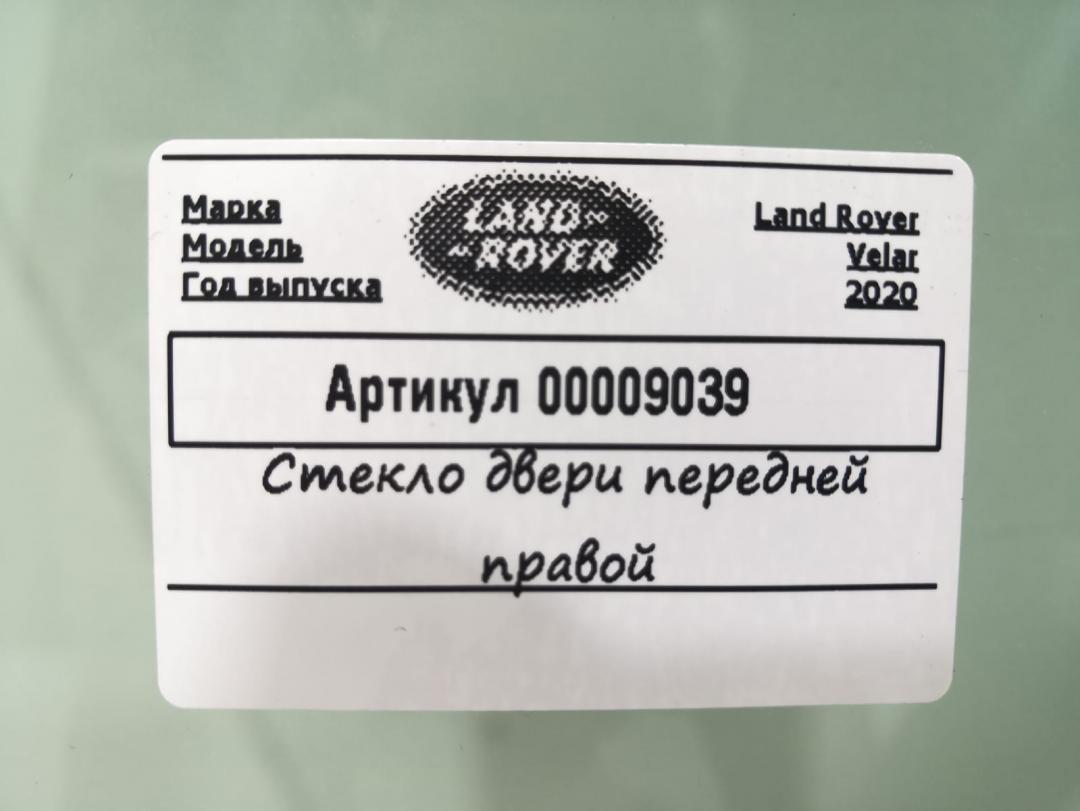 Марка
Модель
Год выпуска
LAND-
-ROVER
Land Rover
Velar
2020
Артикул 00009039
Стекло двери передней
правой